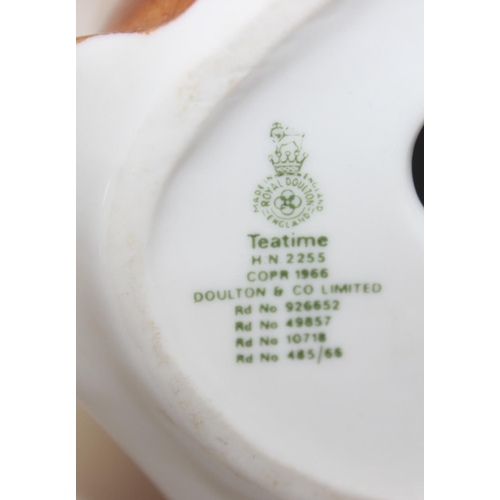 MADE IN ENGLAND
ROYAL DOULTON
ENGLAND
Teatime
H.N. 2255
COPR 1966
DOULTON & CO LIMITED
Rd No 926652
Rd No 49857
Rd No 10718
Rd No 485/66